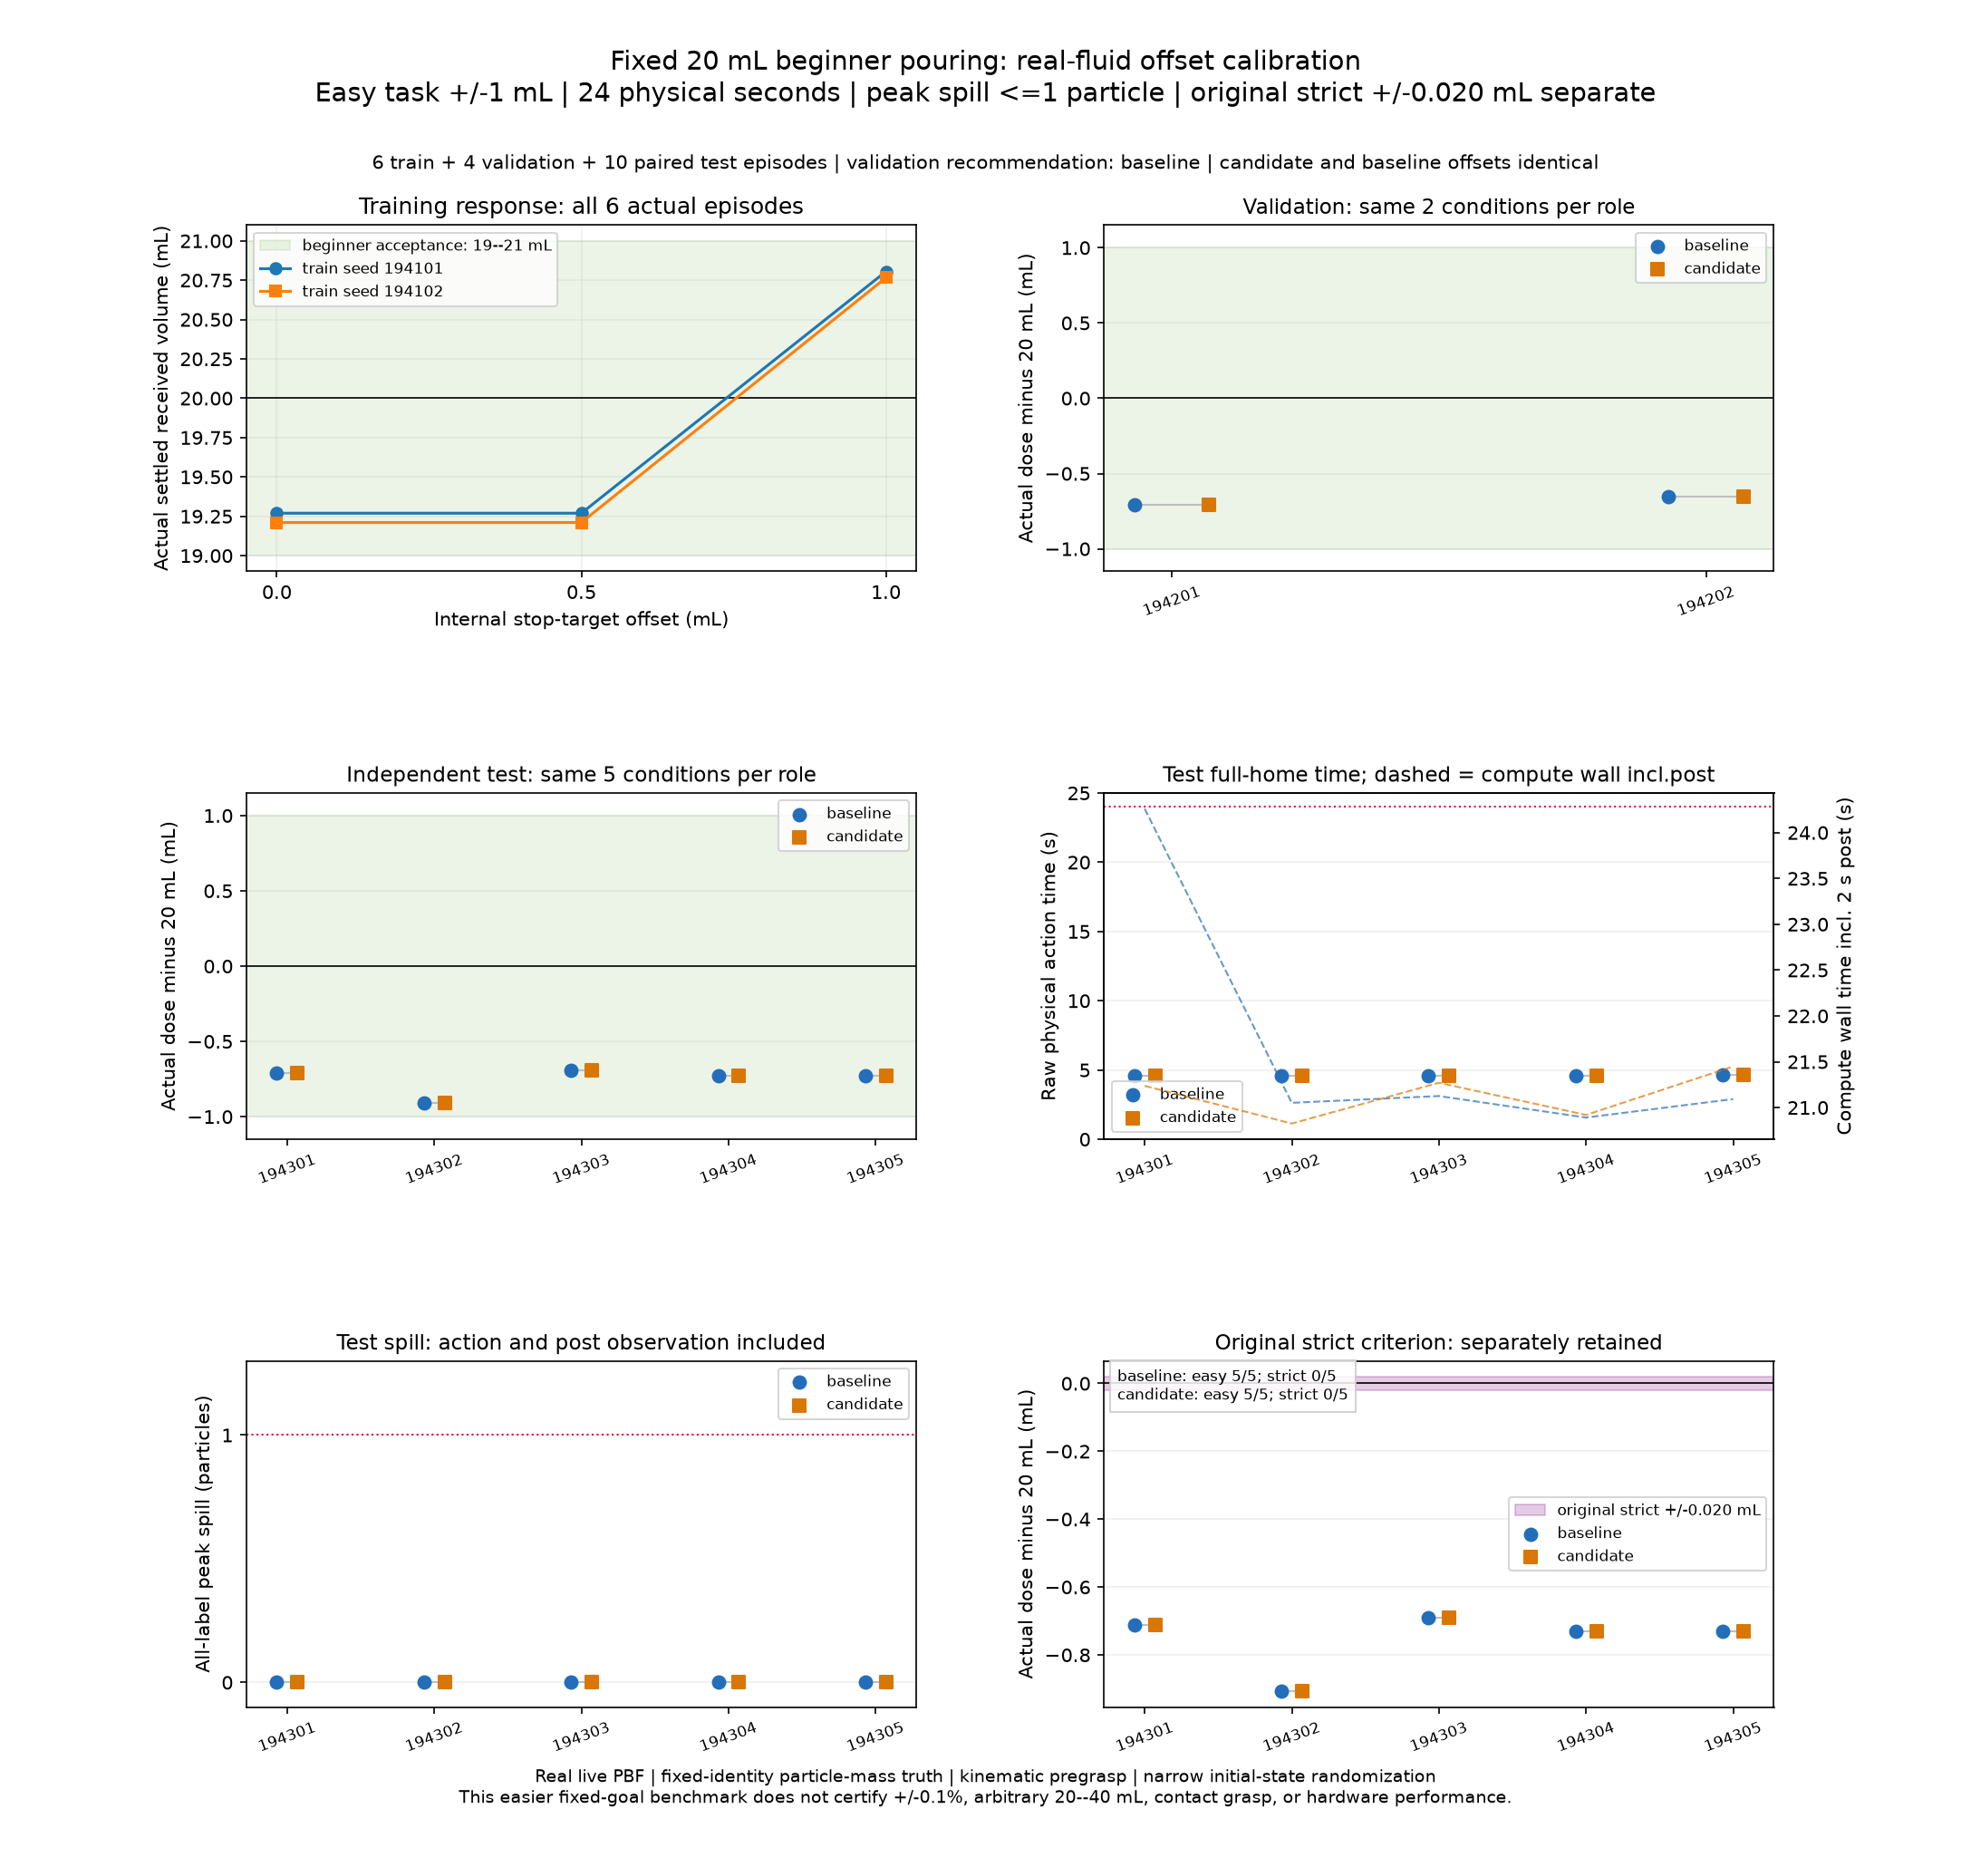 Fixed 20 mL beginner pouring: real-fluid offset calibration
Easy task +/-1 mL | 24 physical seconds | peak spill <=1 particle | original strict +/-0.020 mL separate
6 train + 4 validation + 10 paired test episodes | validation recommendation: baseline | candidate and baseline offsets identical
Training response: all 6 actual episodes
Actual settled received volume (mL)
21.00
20.75
20.50
20.25
20.00
19.75
19.50
19.25
19.00
beginner acceptance: 19--21 mL
train seed 194101
train seed 194102
0.0
0.5
1.0
Internal stop-target offset (mL)
Validation: same 2 conditions per role
Actual dose minus 20 mL (mL)
1.0
0.5
0.0
−0.5
−1.0
baseline
candidate
194201
194202
Independent test: same 5 conditions per role
Actual dose minus 20 mL (mL)
1.0
0.5
0.0
−0.5
−1.0
baseline
candidate
194301
194302
194303
194304
194305
Test full-home time; dashed = compute wall incl.post
Raw physical action time (s)
25
20
15
10
5
0
baseline
candidate
24.0
23.5
23.0
22.5
22.0
21.5
21.0
Compute wall time incl. 2 s post (s)
194301
194302
194303
194304
194305
Test spill: action and post observation included
All-label peak spill (particles)
1
0
baseline
candidate
194301
194302
194303
194304
194305
Original strict criterion: separately retained
Actual dose minus 20 mL (mL)
0.0
−0.2
−0.4
−0.6
−0.8
baseline: easy 5/5; strict 0/5
candidate: easy 5/5; strict 0/5
original strict +/-0.020 mL
baseline
candidate
194301
194302
194303
194304
194305
Real live PBF | fixed-identity particle-mass truth | kinematic pregrasp | narrow initial-state randomization
This easier fixed-goal benchmark does not certify +/-0.1%, arbitrary 20--40 mL, contact grasp, or hardware performance.